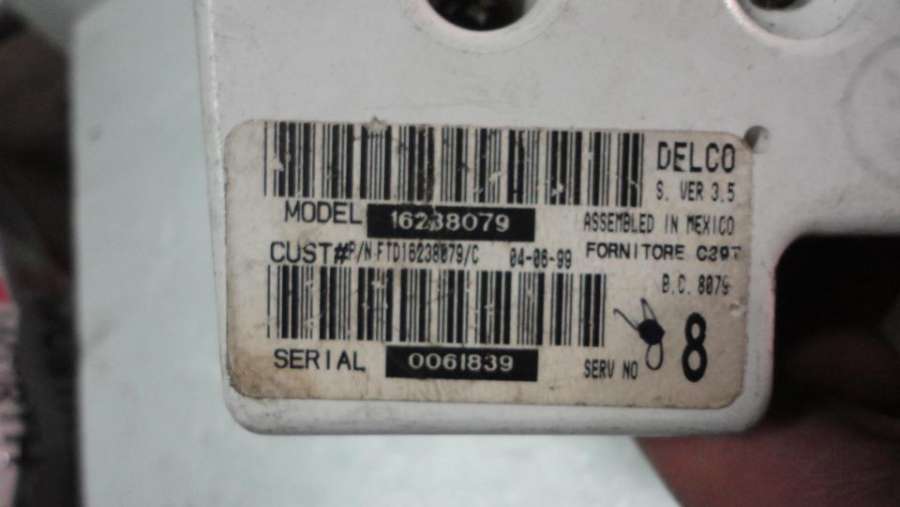 DELCO
S. VER 3.5
MODEL 16238079
ASSEMBLED IN MEXICO
CUST# P/N FTD16238079/C 04-06-99
FORNITORE
B.C. 8079
SERIAL 0061839
SERV NO 8